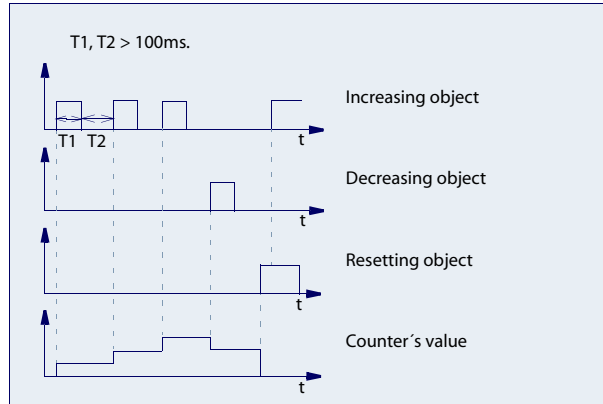 T1, T2 > 100ms.
Increasing object
T1 T2
t
Decreasing object
t
Resetting object
t
Counter´s value
t